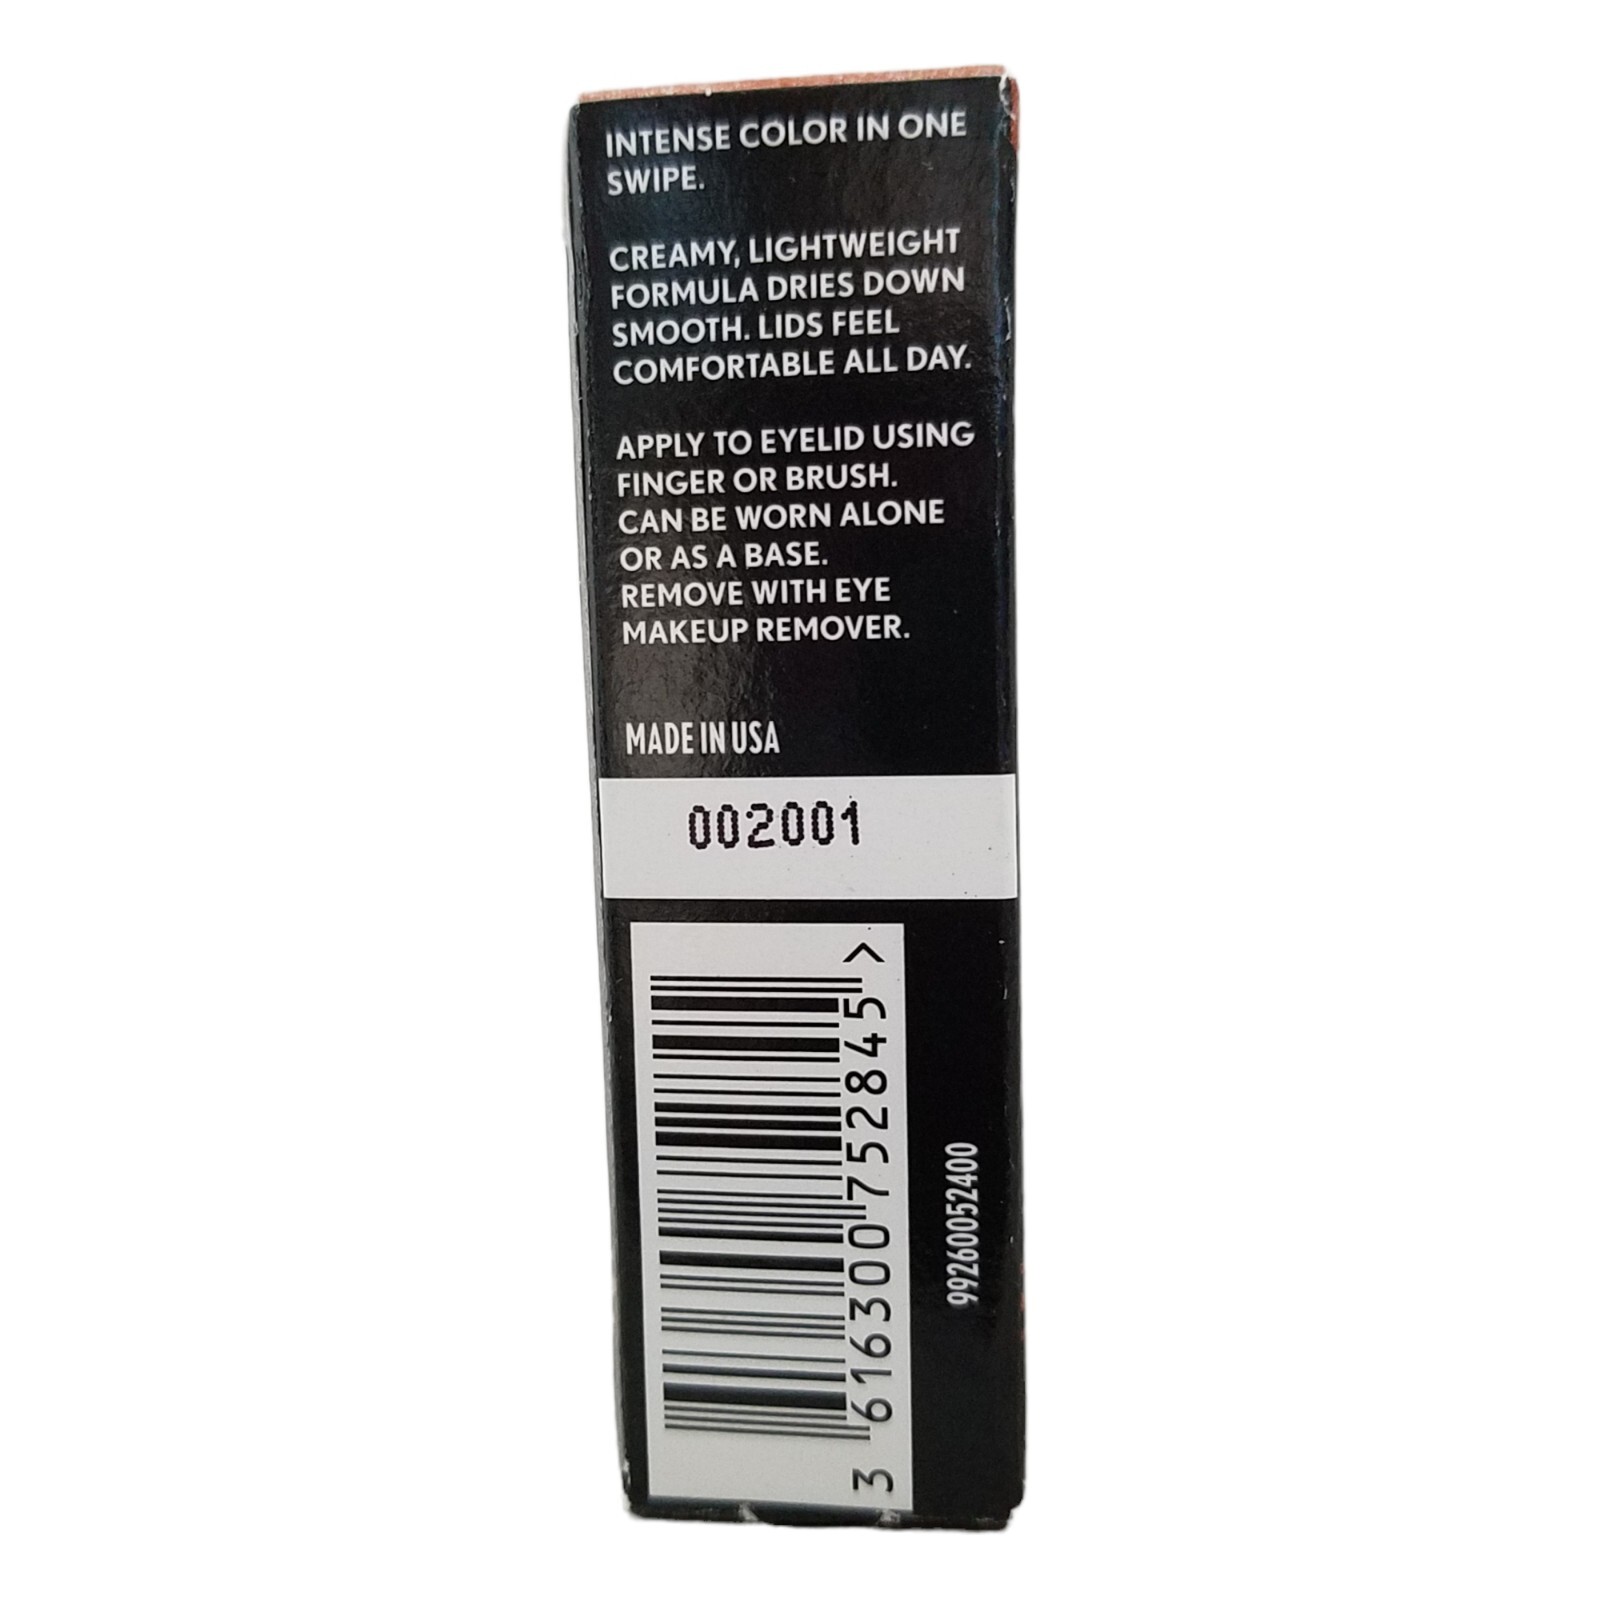 INTENSE COLOR IN ONE
SWIPE.
CREAMY, LIGHTWEIGHT
FORMULA DRIES DOWN
SMOOTH. LIDS FEEL
COMFORTABLE ALL DAY.
APPLY TO EYELID USING
FINGER OR BRUSH.
CAN BE WORN ALONE
OR AS A BASE.
REMOVE WITH EYE
MAKEUP REMOVER.
MADE IN USA
002001
3 616300 752845 >
99260052400